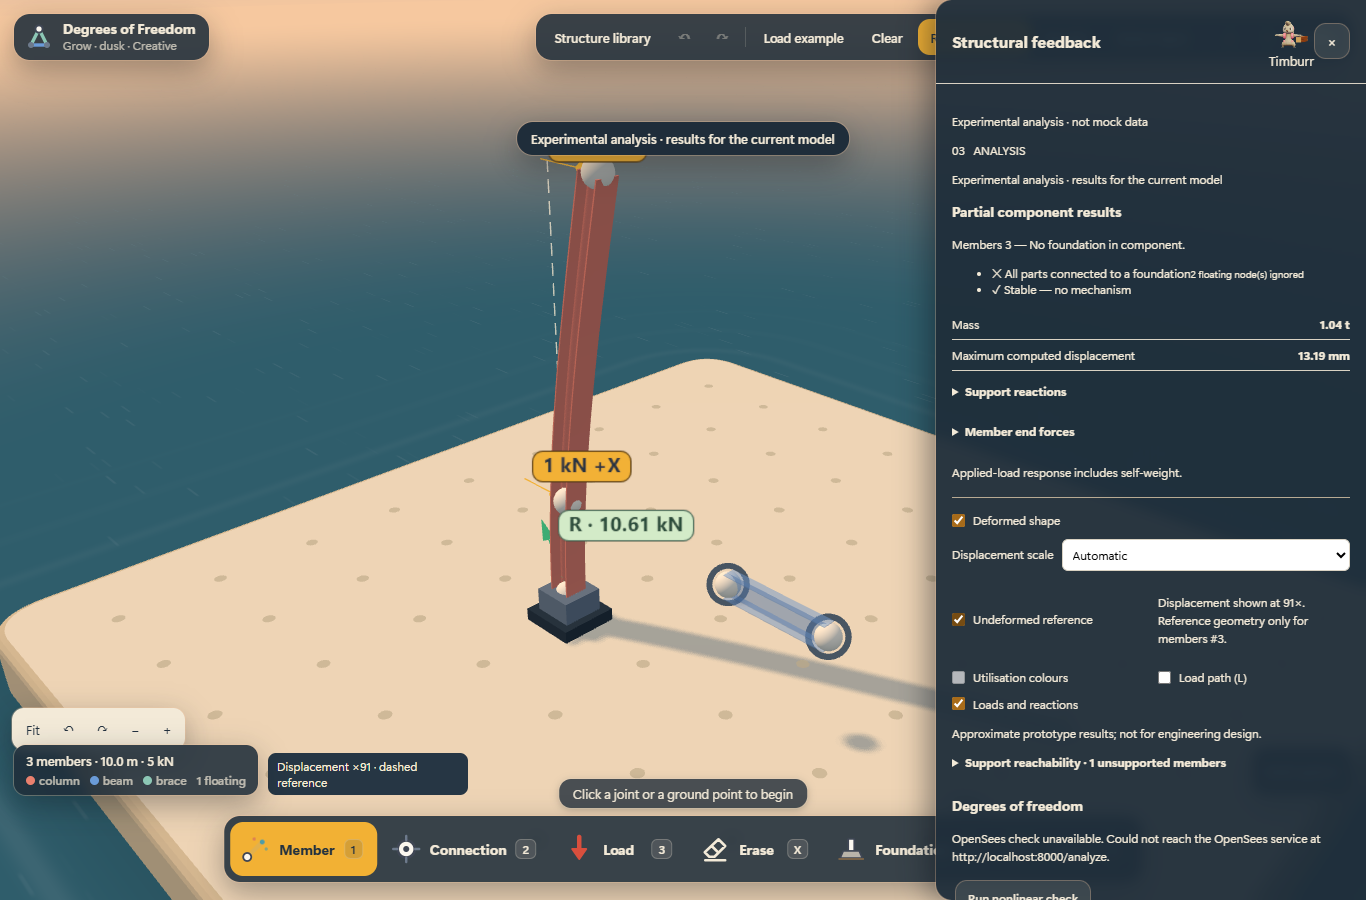 Degrees of Freedom
Grow · dusk · Creative
Structure library
Load example
Clear
Structural feedback
Timburr
×
Experimental analysis · results for the current model
Experimental analysis · not mock data
03 ANALYSIS
Experimental analysis · results for the current model
Partial component results
Members 3 — No foundation in component.
✕ All parts connected to a foundation2 floating node(s) ignored
✓ Stable — no mechanism
Mass 1.04 t
Maximum computed displacement 13.19 mm
Support reactions
Member end forces
Applied-load response includes self-weight.
1 kN +X
R · 10.61 kN
Deformed shape
Displacement scale Automatic
Undeformed reference
Displacement shown at 91×.
Reference geometry only for
members #3.
Utilisation colours
Load path (L)
Loads and reactions
Approximate prototype results; not for engineering design.
Support reachability · 1 unsupported members
Degrees of freedom
OpenSees check unavailable. Could not reach the OpenSees service at
http://localhost:8000/analyze.
Run nonlinear check
Fit − +
3 members · 10.0 m · 5 kN
column beam brace 1 floating
Displacement ×91 · dashed
reference
Click a joint or a ground point to begin
Member 1
Connection 2
Load 3
Erase X